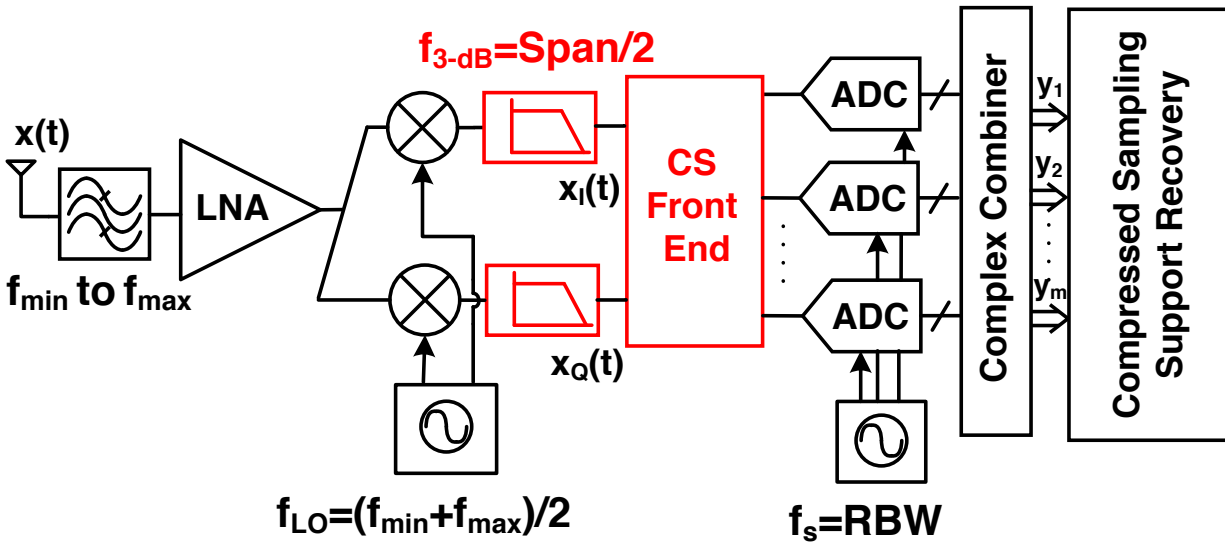 f3-dB=Span/2
x(t)
LNA
fmin to fmax
xI(t)
xQ(t)
fLO=(fmin+fmax)/2
CS
Front
End
ADC
ADC
ADC
fs=RBW
Complex Combiner
y1
y2
ym
Compressed Sampling
Support Recovery